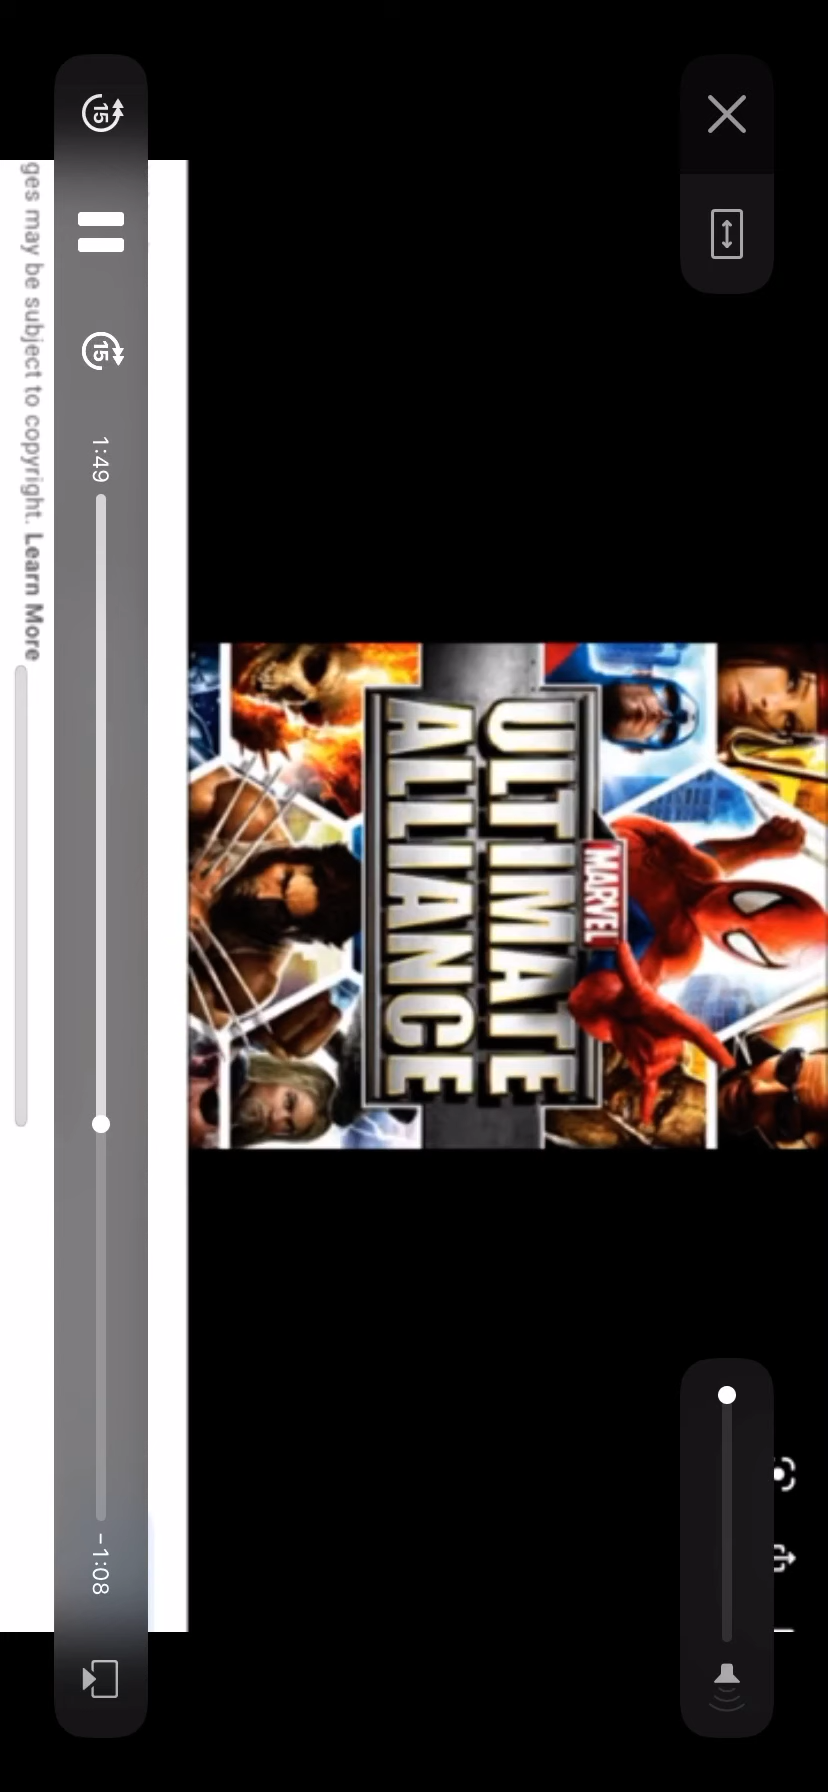 MARVEL
ULTIMATE
ALLIANCE
15
15
1:49
-1:08
ges may be subject to copyright. Learn More